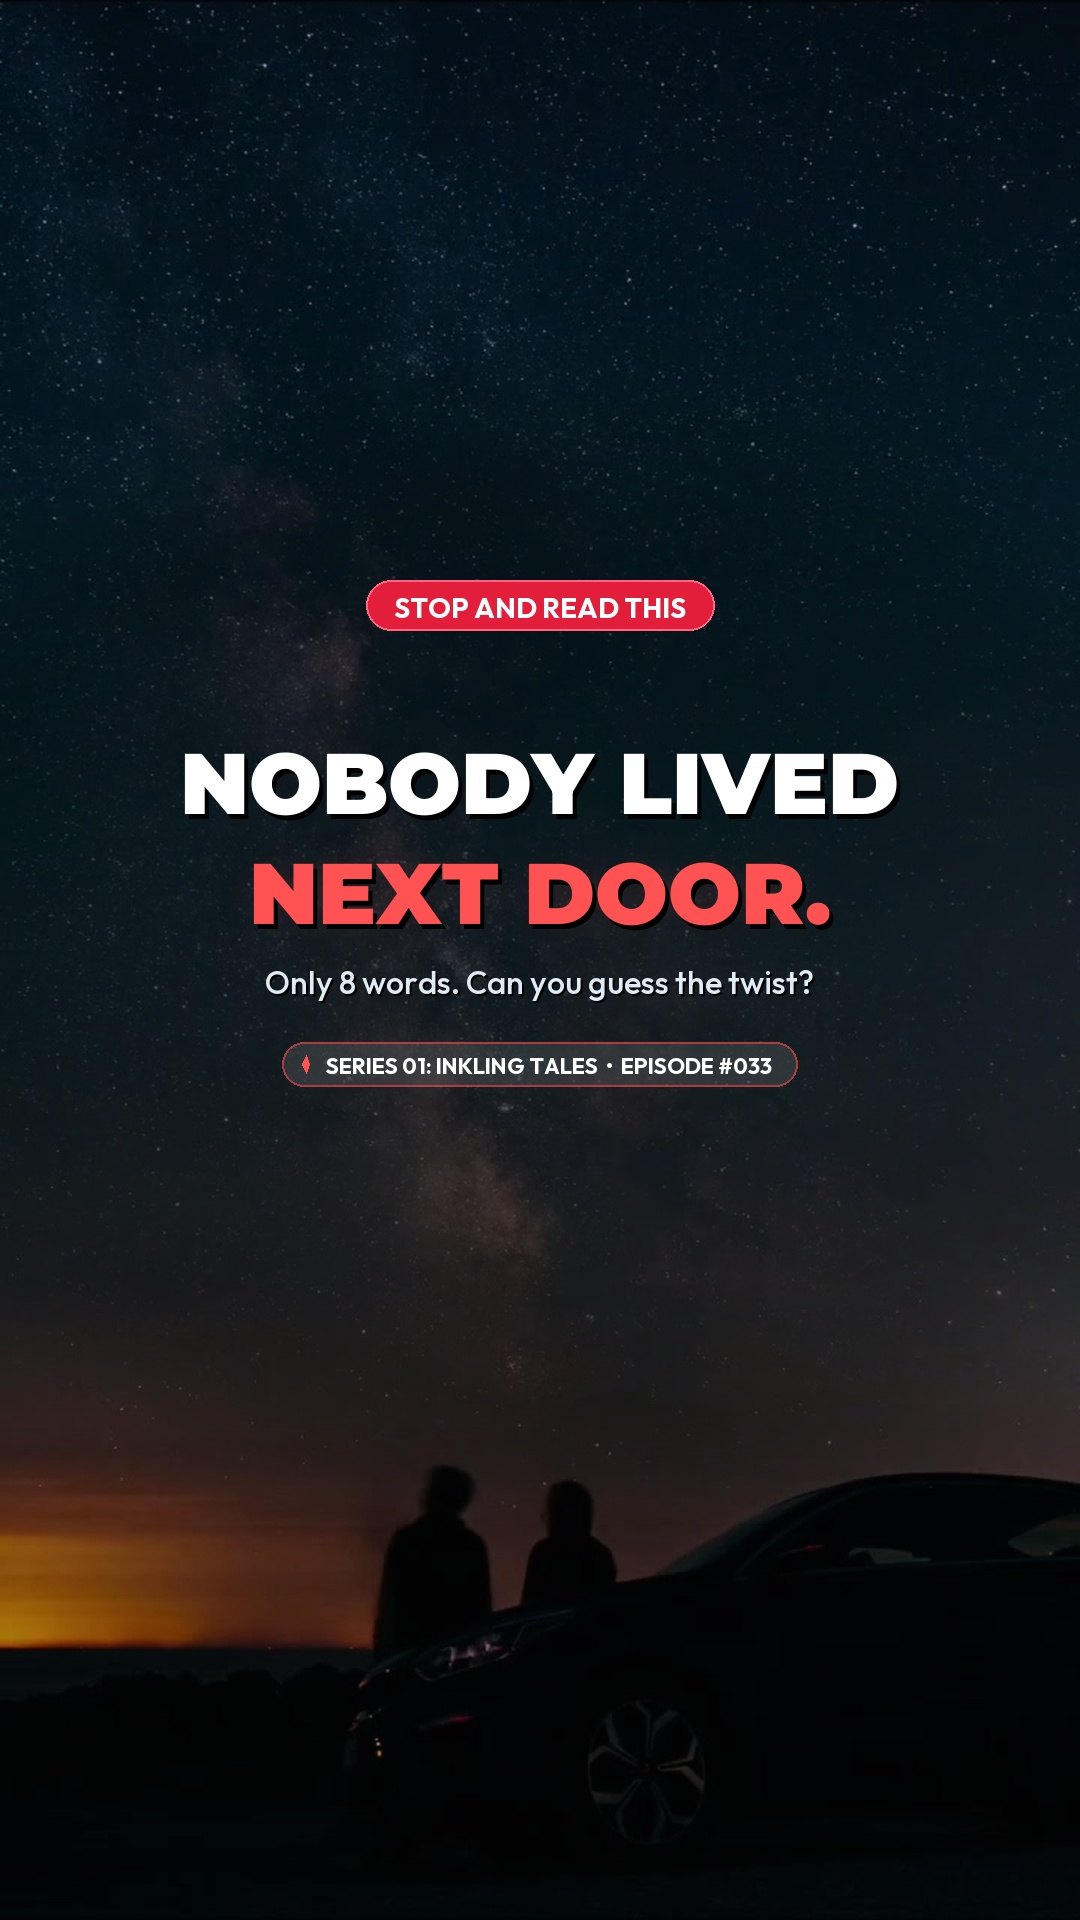 STOP AND READ THIS
NOBODY LIVED
NEXT DOOR.
Only 8 words. Can you guess the twist?
SERIES 01: INKLING TALES • EPISODE #033